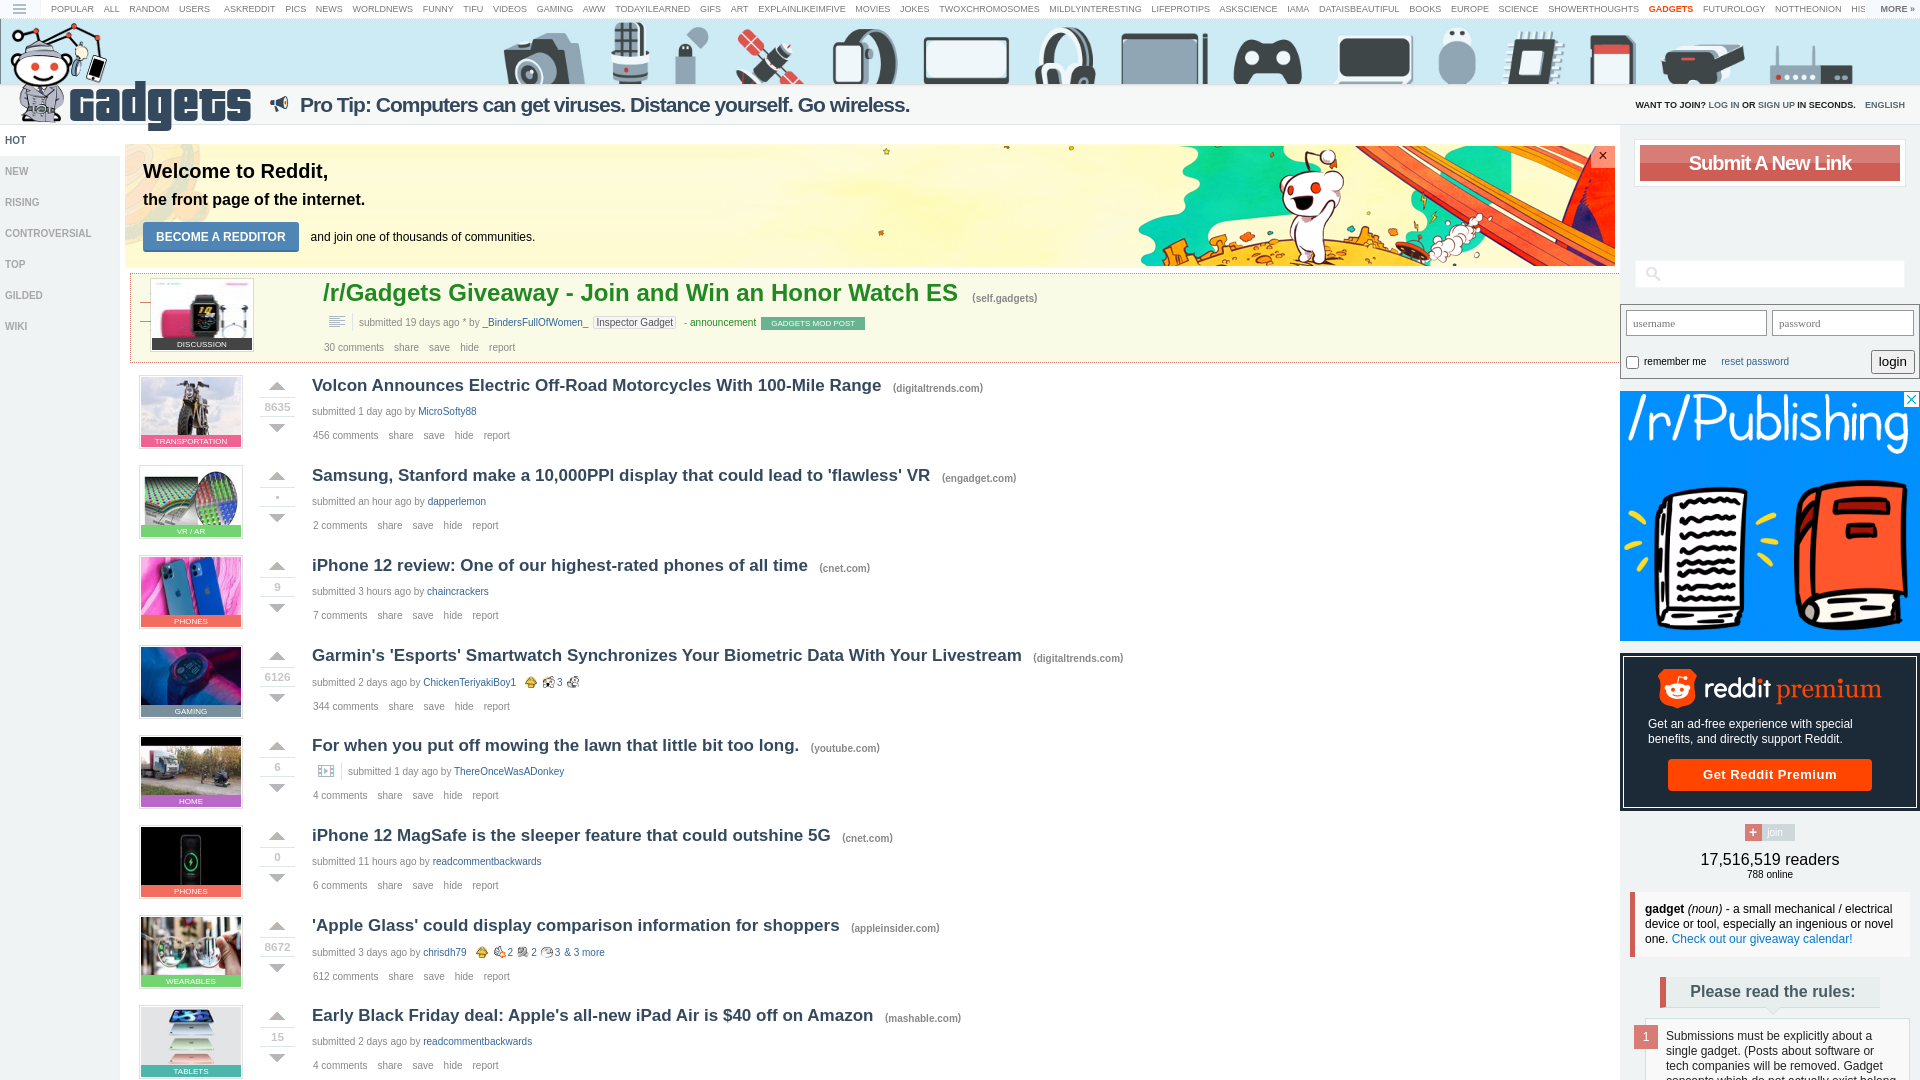 POPULAR ALL RANDOM USERS ASKREDDIT PICS NEWS WORLDNEWS FUNNY TIFU VIDEOS GAMING AWW TODAYILEARNED GIFS ART EXPLAINLIKEIMFIVE MOVIES JOKES TWOXCHROMOSOMES MILDLYINTERESTING LIFEPROTIPS ASKSCIENCE IAMA DATAISBEAUTIFUL BOOKS EUROPE SCIENCE SHOWERTHOUGHTS GADGETS FUTUROLOGY NOTTHEONION HIS MORE »
Gadgets
Pro Tip: Computers can get viruses. Distance yourself. Go wireless.
WANT TO JOIN? LOG IN OR SIGN UP IN SECONDS. ENGLISH
HOT
NEW
RISING
CONTROVERSIAL
TOP
GILDED
WIKI
Welcome to Reddit,
the front page of the internet.
BECOME A REDDITOR and join one of thousands of communities.
×
/r/Gadgets Giveaway - Join and Win an Honor Watch ES (self.gadgets)
submitted 19 days ago * by _BindersFullOfWomen_ Inspector Gadget - announcement GADGETS MOD POST
DISCUSSION
30 comments share save hide report
Volcon Announces Electric Off-Road Motorcycles With 100-Mile Range (digitaltrends.com)
8635
submitted 1 day ago by MicroSofty88
TRANSPORTATION
456 comments share save hide report
Samsung, Stanford make a 10,000PPI display that could lead to 'flawless' VR (engadget.com)
•
submitted an hour ago by dapperlemon
VR / AR
2 comments share save hide report
iPhone 12 review: One of our highest-rated phones of all time (cnet.com)
9
submitted 3 hours ago by chaincrackers
PHONES
7 comments share save hide report
Garmin's 'Esports' Smartwatch Synchronizes Your Biometric Data With Your Livestream (digitaltrends.com)
6126
submitted 2 days ago by ChickenTeriyakiBoy1 3
GAMING
344 comments share save hide report
For when you put off mowing the lawn that little bit too long. (youtube.com)
6
submitted 1 day ago by ThereOnceWasADonkey
HOME
4 comments share save hide report
iPhone 12 MagSafe is the sleeper feature that could outshine 5G (cnet.com)
0
submitted 11 hours ago by readcommentbackwards
PHONES
6 comments share save hide report
'Apple Glass' could display comparison information for shoppers (appleinsider.com)
8672
submitted 3 days ago by chrisdh79 2 2 3 & 3 more
WEARABLES
612 comments share save hide report
Early Black Friday deal: Apple's all-new iPad Air is $40 off on Amazon (mashable.com)
15
submitted 2 days ago by readcommentbackwards
TABLETS
4 comments share save hide report
Submit A New Link
username password
remember me reset password login
/r/Publishing
reddit premium
Get an ad-free experience with special
benefits, and directly support Reddit.
Get Reddit Premium
+ join
17,516,519 readers
788 online
gadget (noun) - a small mechanical / electrical
device or tool, especially an ingenious or novel
one. Check out our giveaway calendar!
Please read the rules:
1 Submissions must be explicitly about a
single gadget. (Posts about software or
tech companies will be removed. Gadget
concepts which do not actually exist belong